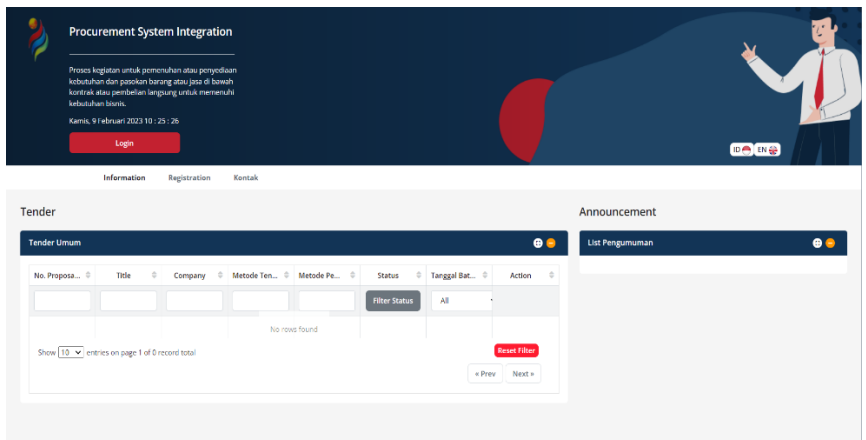 Procurement System Integration
Proses kegiatan untuk pemenuhan atau penyediaan
kebutuhan dan pasokan barang atau jasa di bawah
kontrak atau pembelian langsung untuk memenuhi
kebutuhan bisnis.
Kamis, 9 Februari 2023 10 : 25 : 26
Login
ID EN
Information Registration Kontak
Tender
Announcement
Tender Umum
List Pengumuman
No. Proposa... Title Company Metode Ten... Metode Pe... Status Tanggal Bat... Action
Filter Status All
No rows found
Show 10 entries on page 1 of 0 record total
Reset Filter
« Prev Next »